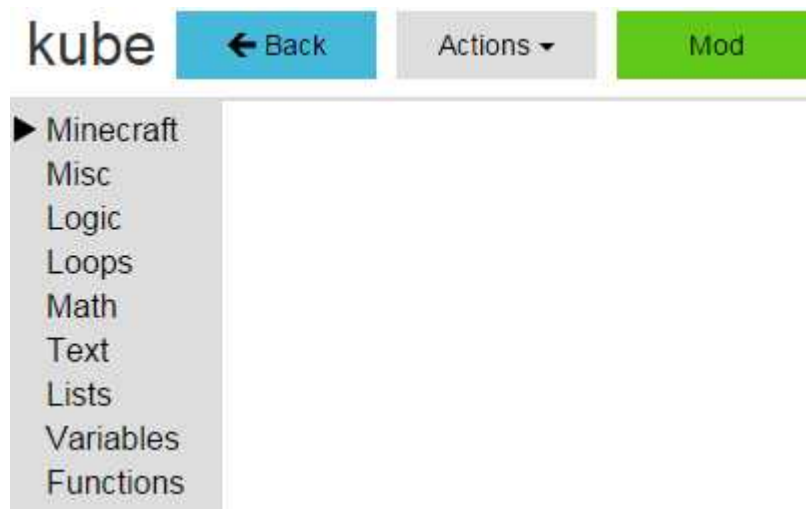 kube Back Actions Mod
Minecraft
Misc
Logic
Loops
Math
Text
Lists
Variables
Functions